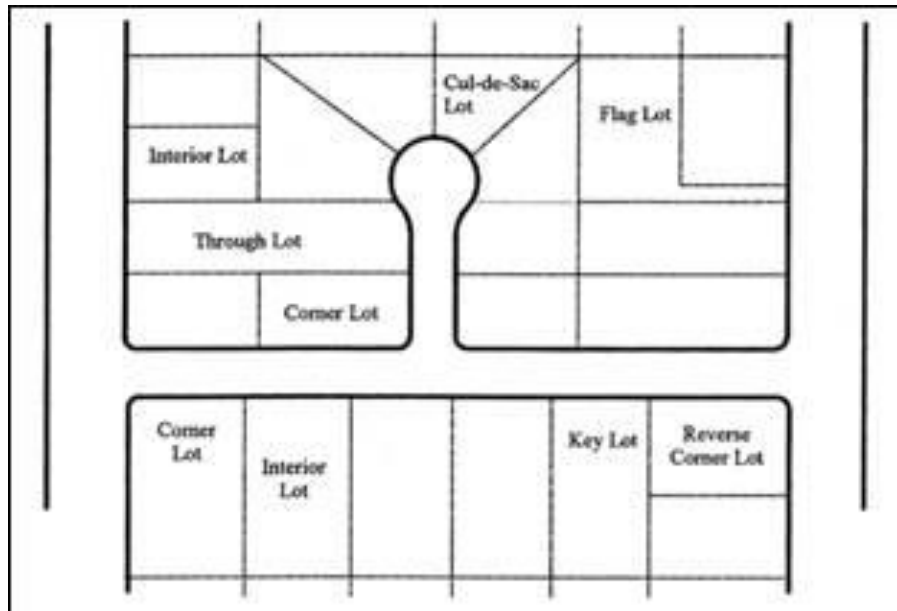 Cul-de-Sac
Lot
Flag Lot
Interior Lot
Through Lot
Corner Lot
Corner
Lot
Interior
Lot
Key Lot
Reverse
Corner Lot